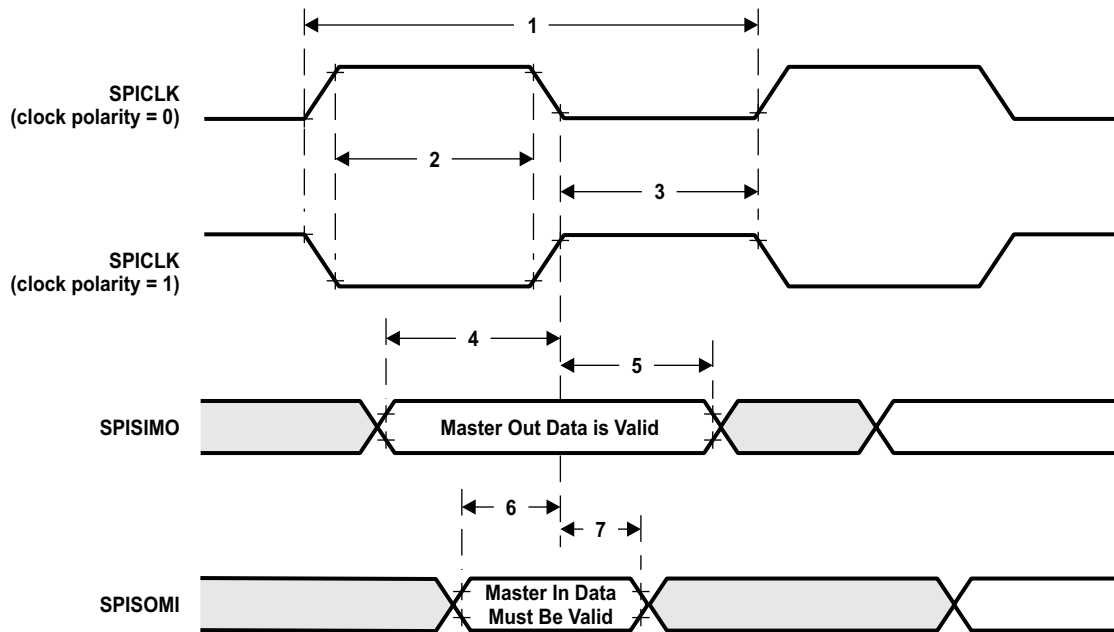 1
SPICLK
(clock polarity = 0)
2
3
SPICLK
(clock polarity = 1)
4
5
SPISIMO
Master Out Data is Valid
6
7
SPISOMI
Master In Data
Must Be Valid